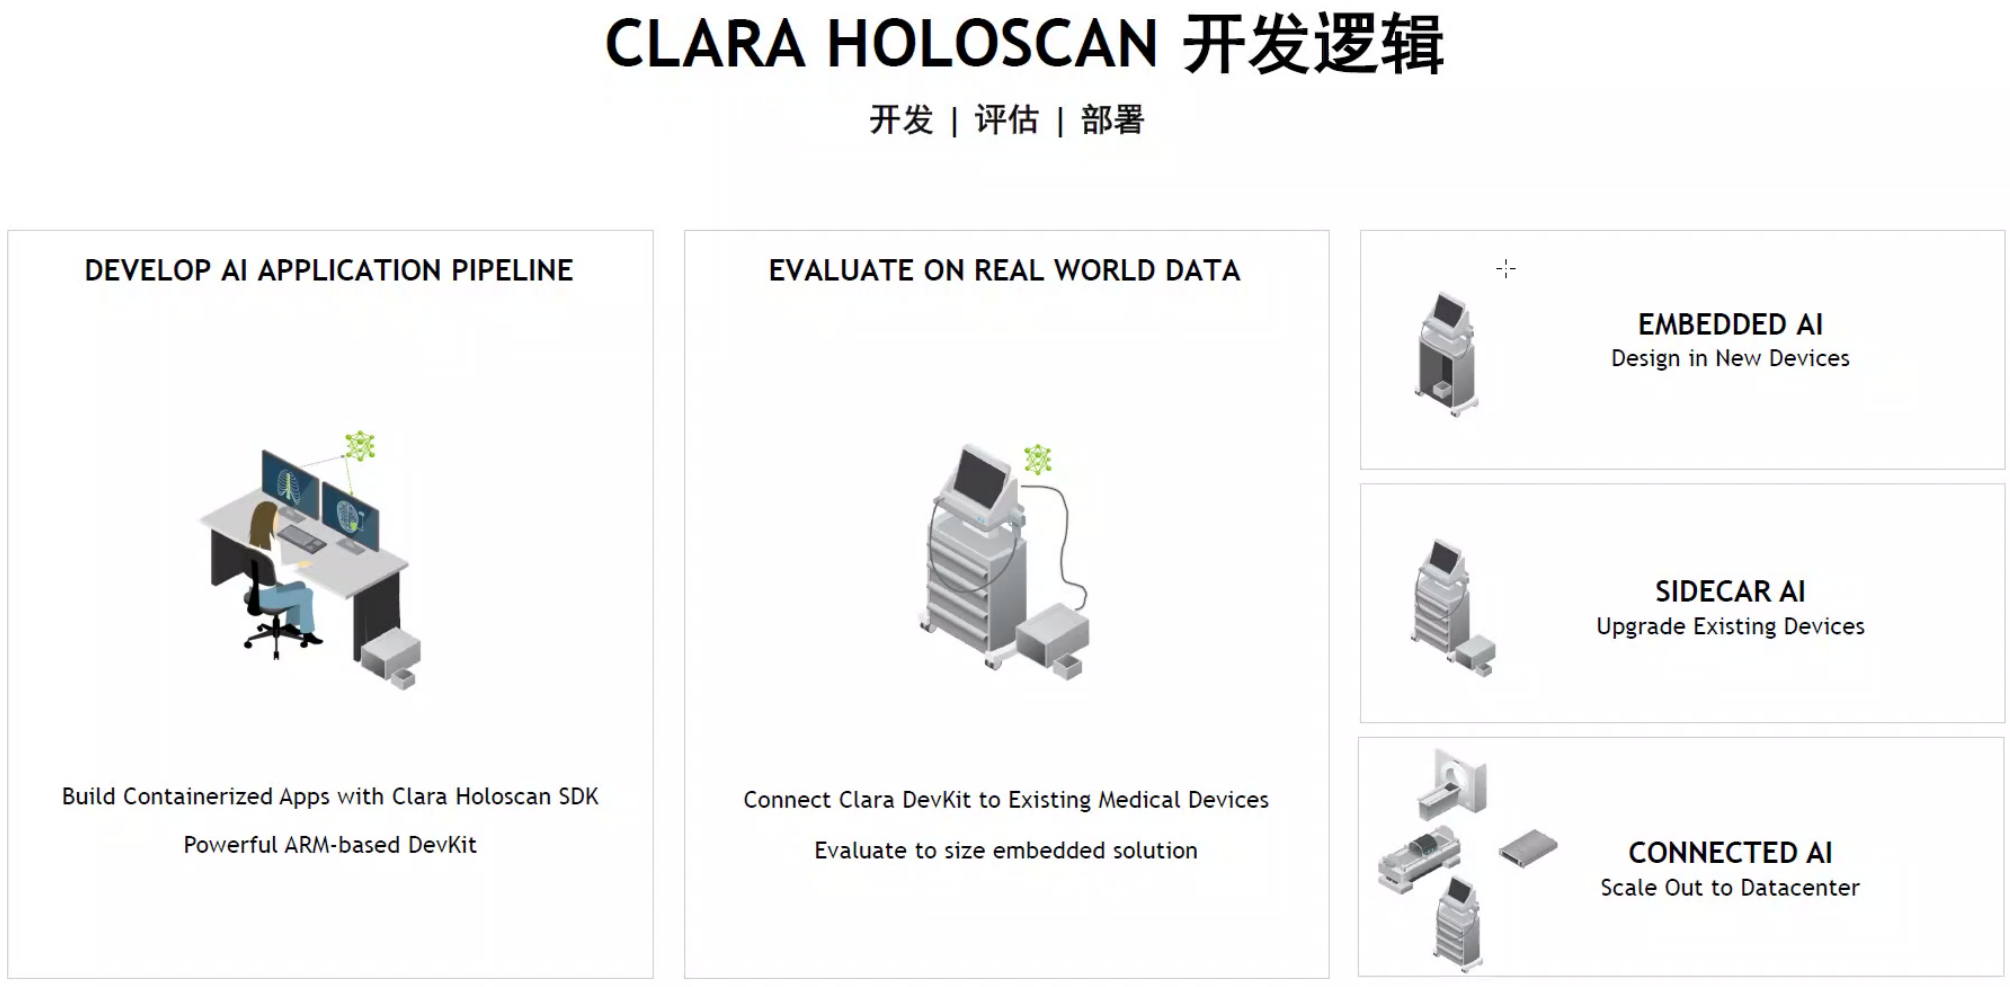 CLARA HOLOSCAN 开发逻辑
开发 | 评估 | 部署
DEVELOP AI APPLICATION PIPELINE
Build Containerized Apps with Clara Holoscan SDK
Powerful ARM-based DevKit
EVALUATE ON REAL WORLD DATA
Connect Clara DevKit to Existing Medical Devices
Evaluate to size embedded solution
EMBEDDED AI
Design in New Devices
SIDECAR AI
Upgrade Existing Devices
CONNECTED AI
Scale Out to Datacenter